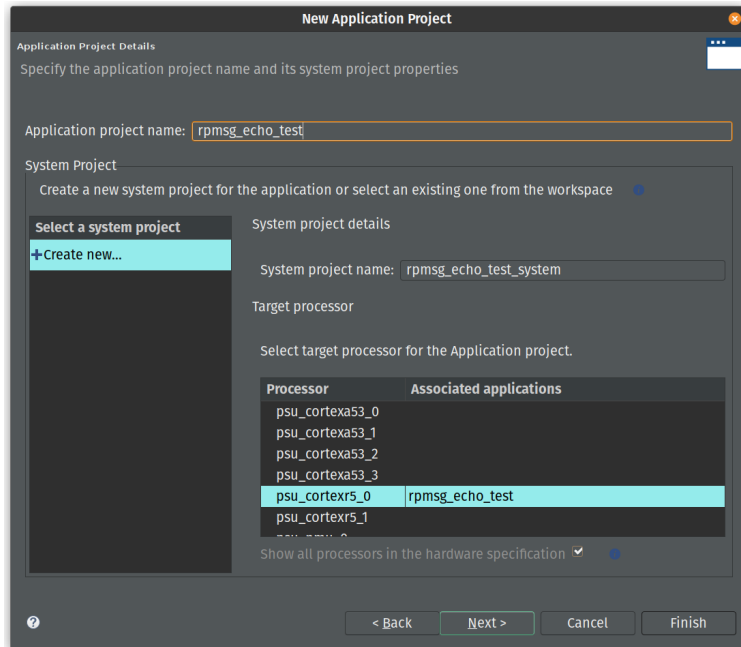 New Application Project
Application Project Details
Specify the application project name and its system project properties
Application project name: rpmsg_echo_test
System Project
Create a new system project for the application or select an existing one from the workspace
Select a system project
+Create new...
System project details
System project name: rpmsg_echo_test_system
Target processor
Select target processor for the Application project.
Processor Associated applications
psu_cortexa53_0
psu_cortexa53_1
psu_cortexa53_2
psu_cortexa53_3
psu_cortexr5_0 rpmsg_echo_test
psu_cortexr5_1
Show all processors in the hardware specification
? < Back Next > Cancel Finish